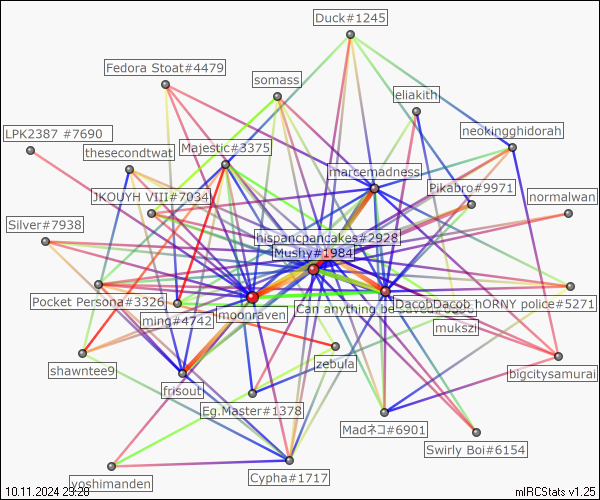 Duck#1245
Fedora Stoat#4479
somass
eliakith
LPK2387 #7690
neokingghidorah
thesecondtwat
Majestic#3375
marcemadness
Pikabro#9971
JKOUYH VIII#7034
normalwan
Silver#7938
hispancpancakes#2928
Mushy#1984
Pocket Persona#3326
Can anything be
DacobDacob
hORNY police#5271
ming#4742
moonraven
mukszi
zebula
shawntee9
frisout
bigcitysamurai
Eg.Master#1378
Madネコ#6901
Swirly Boi#6154
yoshimanden
Cypha#1717
10.11.2024 23:28
mIRCStats v1.25